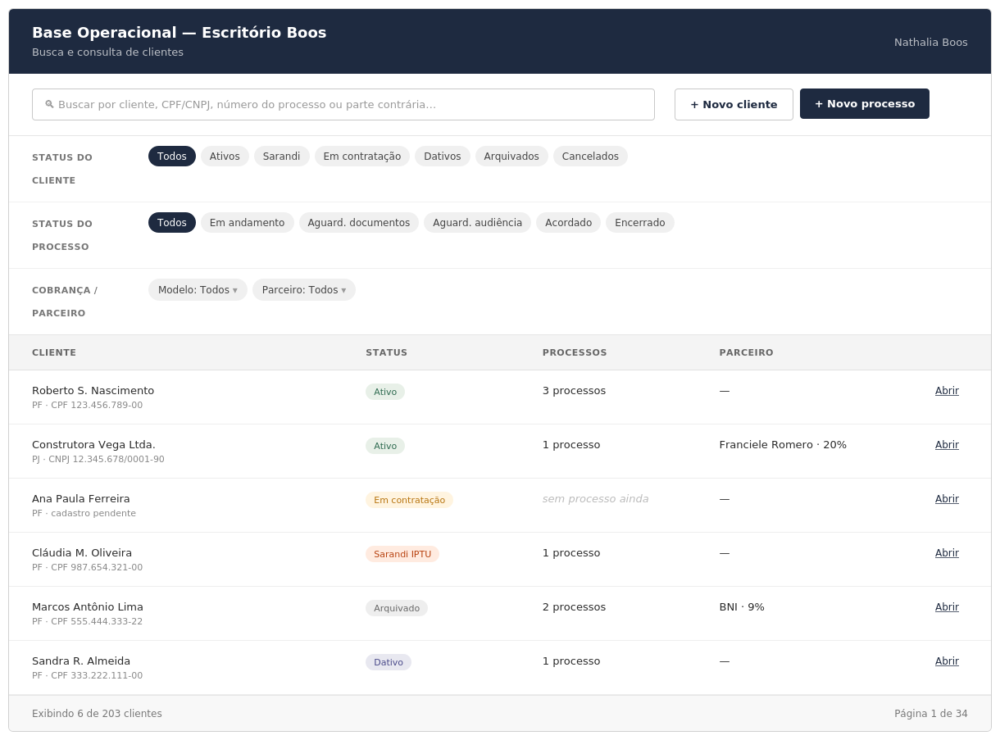 Base Operacional — Escritório Boos
Busca e consulta de clientes
Nathalia Boos
🔍 Buscar por cliente, CPF/CNPJ, número do processo ou parte contrária...
+ Novo cliente
+ Novo processo
STATUS DO
CLIENTE
Todos Ativos Sarandi Em contratação Dativos Arquivados Cancelados
STATUS DO
PROCESSO
Todos Em andamento Aguard. documentos Aguard. audiência Acordado Encerrado
COBRANÇA /
PARCEIRO
Modelo: Todos ▾ Parceiro: Todos ▾
CLIENTE STATUS PROCESSOS PARCEIRO
Roberto S. Nascimento Ativo 3 processos — Abrir
PF · CPF 123.456.789-00
Construtora Vega Ltda. Ativo 1 processo Franciele Romero · 20% Abrir
PJ · CNPJ 12.345.678/0001-90
Ana Paula Ferreira Em contratação sem processo ainda — Abrir
PF · cadastro pendente
Cláudia M. Oliveira Sarandi IPTU 1 processo — Abrir
PF · CPF 987.654.321-00
Marcos Antônio Lima Arquivado 2 processos BNI · 9% Abrir
PF · CPF 555.444.333-22
Sandra R. Almeida Dativo 1 processo — Abrir
PF · CPF 333.222.111-00
Exibindo 6 de 203 clientes
Página 1 de 34